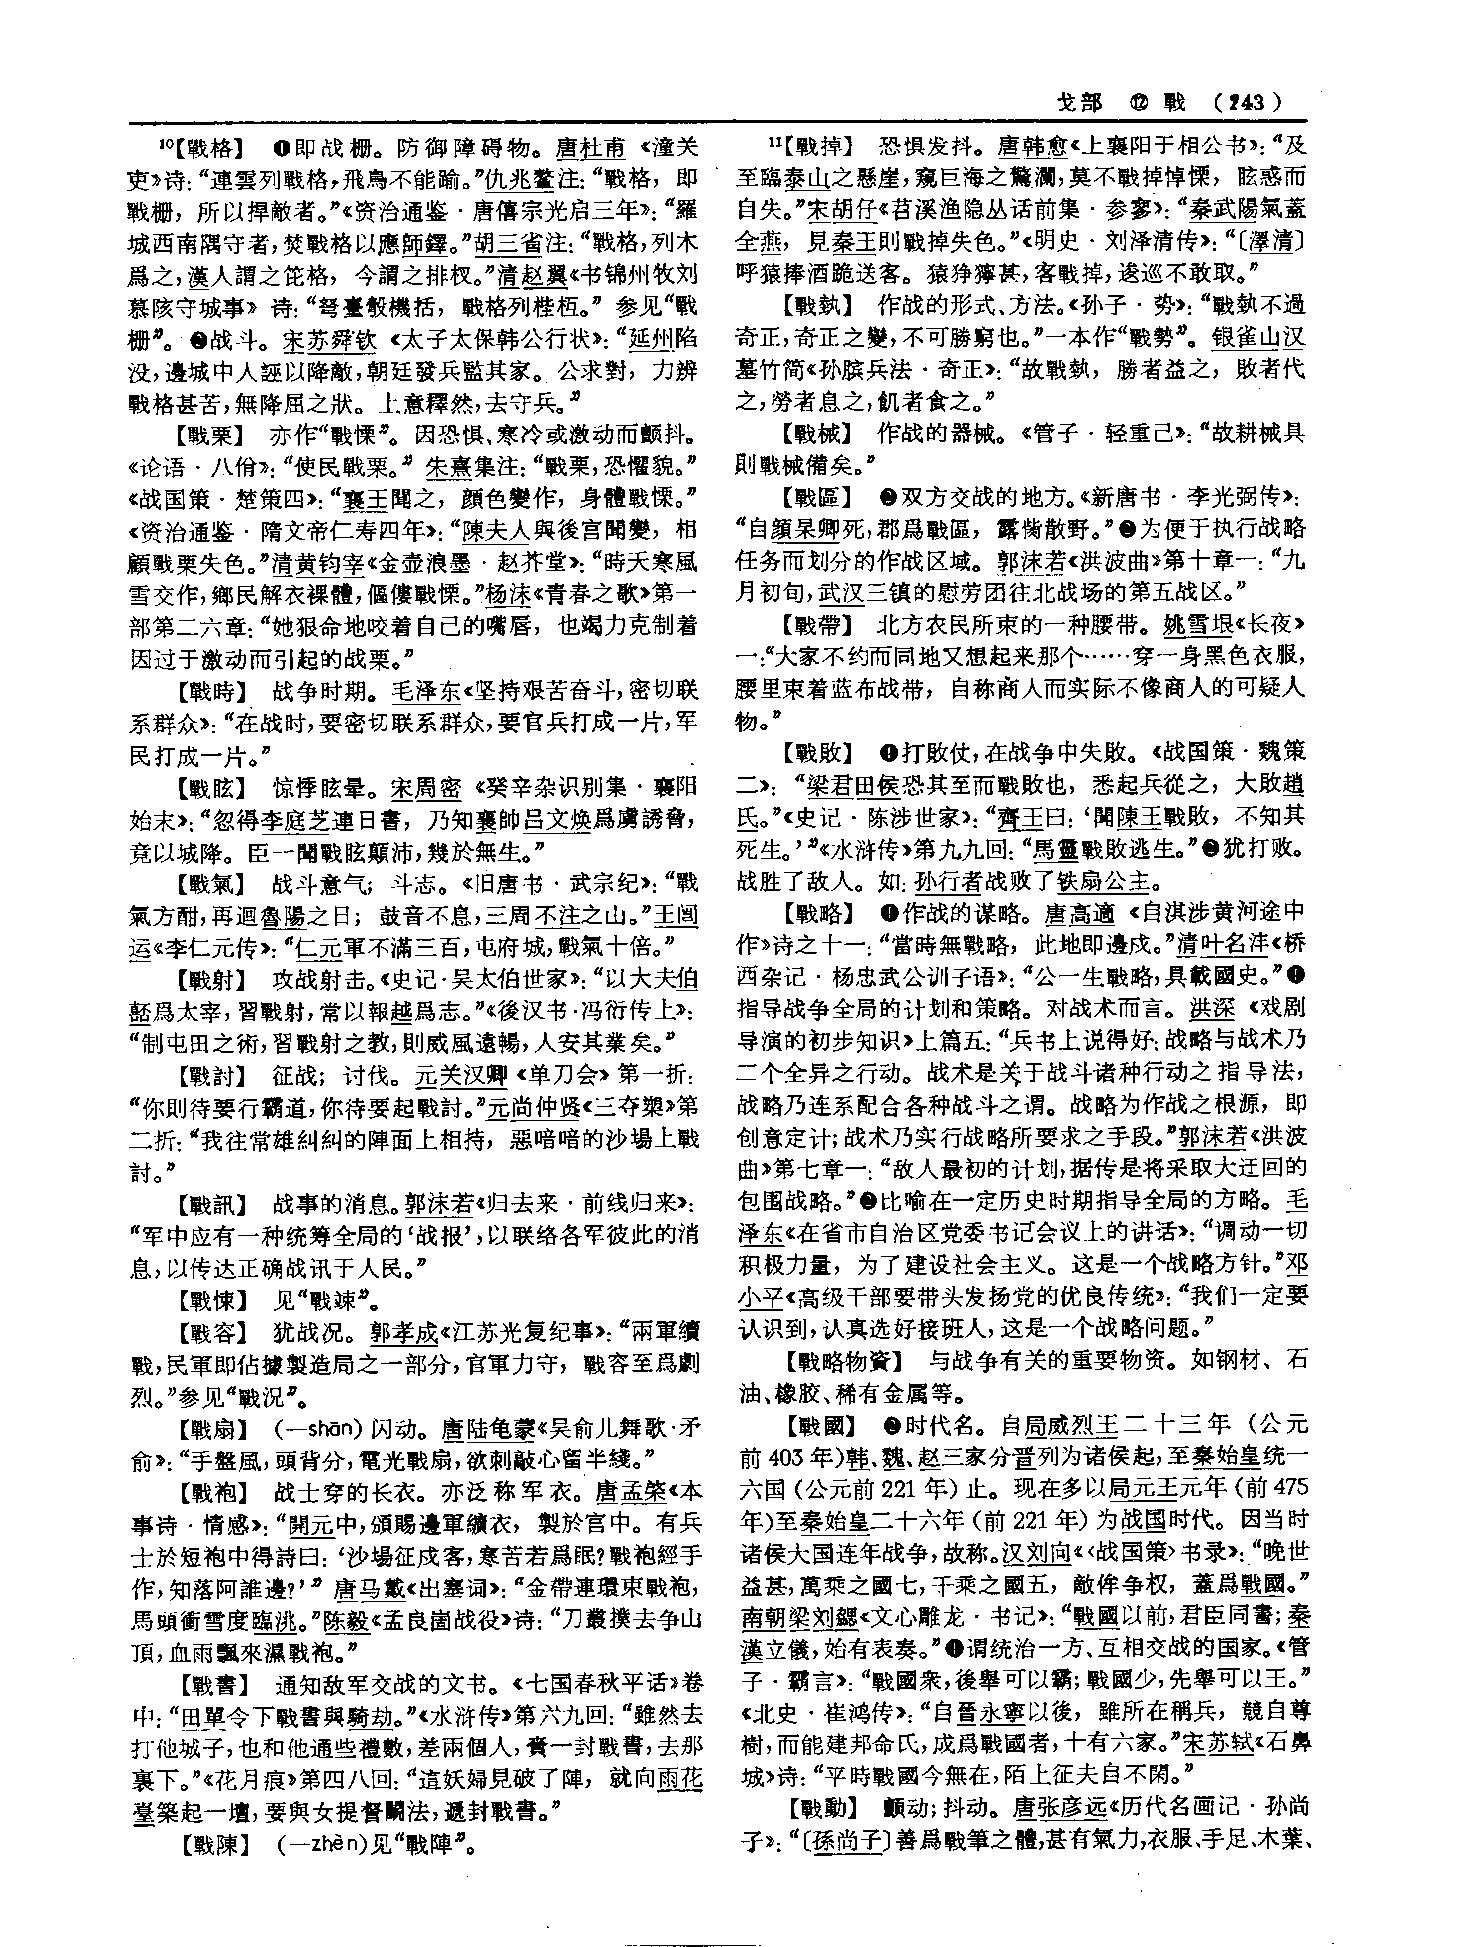 戈部 ⑫ 戰 (243)
¹⁰【戰格】 ❶即战栅。防御障碍物。唐杜甫《潼关
吏》诗：“連雲列戰格，飛鳥不能踰。”仇兆鳌注：“戰格，即
戰栅，所以捍敵者。”《资治通鉴·唐僖宗光启三年》：“羅
城西南隅守者，焚戰格以應師鐸。”胡三省注：“戰格，列木
爲之，漢人謂之笓格，今謂之排杈。”清赵翼《书锦州牧刘
慕陔守城事》诗：“弩臺彀機括，戰格列梐枑。”参见“戰
栅”。❷战斗。宋苏舜钦《太子太保韩公行状》：“延州陷
没，邊城中人誣以降敵，朝廷發兵監其家。公求對，力辨
戰格甚苦，無降屈之狀。上意釋然，去守兵。”
【戰栗】 亦作“戰慄”。因恐惧、寒冷或激动而颤抖。
《论语·八佾》：“使民戰栗。”朱熹集注：“戰栗，恐懼貌。”
《战国策·楚策四》：“襄王聞之，顔色變作，身體戰慄。”
《资治通鉴·隋文帝仁寿四年》：“陳夫人與後宫聞變，相
顧戰栗失色。”清黄钧宰《金壶浪墨·赵芥堂》：“時天寒風
雪交作，鄉民解衣裸體，傴僂戰慄。”杨沫《青春之歌》第一
部第二六章：“她狠命地咬着自己的嘴唇，也竭力克制着
因过于激动而引起的战栗。”
【戰時】 战争时期。毛泽东《坚持艰苦奋斗，密切联
系群众》：“在战时，要密切联系群众，要官兵打成一片，军
民打成一片。”
【戰眩】 惊悸眩晕。宋周密《癸辛杂识别集·襄阳
始末》：“忽得李庭芝連日書，乃知襄帥吕文焕爲虜誘脅，
竟以城降。臣一聞戰眩顛沛，幾於無生。”
【戰氣】 战斗意气；斗志。《旧唐书·武宗纪》：“戰
氣方酣，再迴魯陽之日；鼓音不息，三周不注之山。”王闿
运《李仁元传》：“仁元軍不滿三百，屯府城，戰氣十倍。”
【戰射】 攻战射击。《史记·吴太伯世家》：“以大夫伯
嚭爲太宰，習戰射，常以報越爲志。”《後汉书·冯衍传上》：
“制屯田之術，習戰射之教，則威風遠暢，人安其業矣。”
【戰討】 征战；讨伐。元关汉卿《单刀会》第一折：
“你則待要行霸道，你待要起戰討。”元尚仲贤《三夺槊》第
二折：“我往常雄糾糾的陣面上相持，惡喑喑的沙場上戰
討。”
【戰訊】 战事的消息。郭沫若《归去来·前线归来》：
“军中应有一种统筹全局的‘战报’，以联络各军彼此的消
息，以传达正确战讯于人民。”
【戰悚】 见“戰竦”。
【戰容】 犹战况。郭孝成《江苏光复纪事》：“兩軍續
戰，民軍即佔據製造局之一部分，官軍力守，戰容至爲劇
烈。”参见“戰况”。
【戰扇】 (—shān)闪动。唐陆龟蒙《吴俞儿舞歌·矛
俞》：“手盤風，頭背分，電光戰扇，欲刺敲心留半綫。”
【戰袍】 战士穿的长衣。亦泛称军衣。唐孟棨《本
事诗·情感》：“開元中，頒賜邊軍纊衣，製於宫中。有兵
士於短袍中得詩曰：‘沙場征戍客，寒苦若爲眠？戰袍經手
作，知落阿誰邊？’”唐马戴《出塞词》：“金帶連環束戰袍，
馬頭衝雪度臨洮。”陈毅《孟良崮战役》诗：“刀叢撲去争山
頂，血雨飄來濕戰袍。”
【戰書】 通知敌军交战的文书。《七国春秋平话》卷
中：“田單令下戰書與騎劫。”《水浒传》第六九回：“雖然去
打他城子，也和他通些禮數，差兩個人，賫一封戰書，去那
裏下。”《花月痕》第四八回：“這妖婦見破了陣，就向雨花
臺築起一壇，要與女提督鬭法，遞封戰書。”
【戰陳】 (—zhèn)见“戰陣”。
¹¹【戰掉】 恐惧发抖。唐韩愈《上襄阳于相公书》：“及
至臨泰山之懸崖，窺巨海之驚瀾，莫不戰掉悼慄，眩惑而
自失。”宋胡仔《苕溪渔隐丛话前集·参寥》：“秦武陽氣蓋
全燕，見秦王則戰掉失色。”《明史·刘泽清传》：“〔澤清〕
呼猿捧酒跪送客。猿狰獰甚，客戰掉，逡巡不敢取。”
【戰埶】 作战的形式、方法。《孙子·势》：“戰埶不過
奇正，奇正之變，不可勝窮也。”一本作“戰勢”。银雀山汉
墓竹简《孙膑兵法·奇正》：“故戰埶，勝者益之，敗者代
之，勞者息之，飢者食之。”
【戰械】 作战的器械。《管子·轻重己》：“故耕械具
則戰械備矣。”
【戰區】 ❷双方交战的地方。《新唐书·李光弼传》：
“自顔杲卿死，郡爲戰區，露胔散野。”❷为便于执行战略
任务而划分的作战区域。郭沫若《洪波曲》第十章一：“九
月初旬，武汉三镇的慰劳团往北战场的第五战区。”
【戰帶】 北方农民所束的一种腰带。姚雪垠《长夜》
一：“大家不约而同地又想起来那个……穿一身黑色衣服，
腰里束着蓝布战带，自称商人而实际不像商人的可疑人
物。”
【戰敗】 ❶打败仗，在战争中失败。《战国策·魏策
二》：“梁君田侯恐其至而戰敗也，悉起兵從之，大敗趙
氏。”《史记·陈涉世家》：“齊王曰：‘聞陳王戰敗，不知其
死生。’”《水浒传》第九九回：“馬靈戰敗逃生。”❷犹打败。
战胜了敌人。如：孙行者战败了铁扇公主。
【戰略】 ❶作战的谋略。唐高適《自淇涉黄河途中
作》诗之十一：“當時無戰略，此地即邊戍。”清叶名沣《桥
西杂记·杨忠武公训子语》：“公一生戰略，具載國史。”❶
指导战争全局的计划和策略。对战术而言。洪深《戏剧
导演的初步知识》上篇五：“兵书上说得好：战略与战术乃
二个全异之行动。战术是关于战斗诸种行动之指导法，
战略乃连系配合各种战斗之谓。战略为作战之根源，即
创意定计；战术乃实行战略所要求之手段。”郭沫若《洪波
曲》第七章一：“敌人最初的计划，据传是将采取大迂回的
包围战略。”❷比喻在一定历史时期指导全局的方略。毛
泽东《在省市自治区党委书记会议上的讲话》：“调动一切
积极力量，为了建设社会主义。这是一个战略方针。”邓
小平《高级干部要带头发扬党的优良传统》：“我们一定要
认识到，认真选好接班人，这是一个战略问题。”
【戰略物資】 与战争有关的重要物资。如钢材、石
油、橡胶、稀有金属等。
【戰國】 ❷时代名。自周威烈王二十三年（公元
前403年）韩、魏、赵三家分晋列为诸侯起，至秦始皇统一
六国（公元前221年）止。现在多以周元王元年（前475
年）至秦始皇二十六年（前221年）为战国时代。因当时
诸侯大国连年战争，故称。汉刘向《〈战国策〉书录》：“晚世
益甚，萬乘之國七，千乘之國五，敵侔争权，蓋爲戰國。”
南朝梁刘勰《文心雕龙·书记》：“戰國以前，君臣同書；秦
漢立儀，始有表奏。”❶谓统治一方、互相交战的国家。《管
子·霸言》：“戰國衆，後舉可以霸；戰國少，先舉可以王。”
《北史·崔鸿传》：“自晉永寧以後，雖所在稱兵，競自尊
樹，而能建邦命氏，成爲戰國者，十有六家。”宋苏轼《石鼻
城》诗：“平時戰國今無在，陌上征夫自不閑。”
【戰動】 颤动；抖动。唐张彦远《历代名画记·孙尚
子》：“〔孫尚子〕善爲戰筆之體，甚有氣力，衣服、手足、木葉、